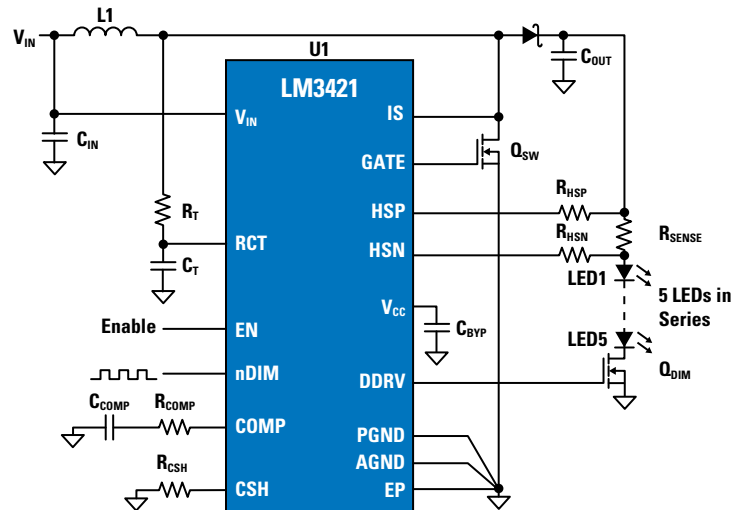 L1
VIN
U1
COUT
LM3421
VIN
IS
CIN
GATE
QSW
RHSP
RT
HSP
RHSN
RSENSE
RCT
HSN
CT
LED1
5 LEDs in
Series
VCC
Enable
EN
CBYP
LED5
nDIM
DDRV
QDIM
CCOMP
RCOMP
COMP
PGND
AGND
RCSH
CSH
EP